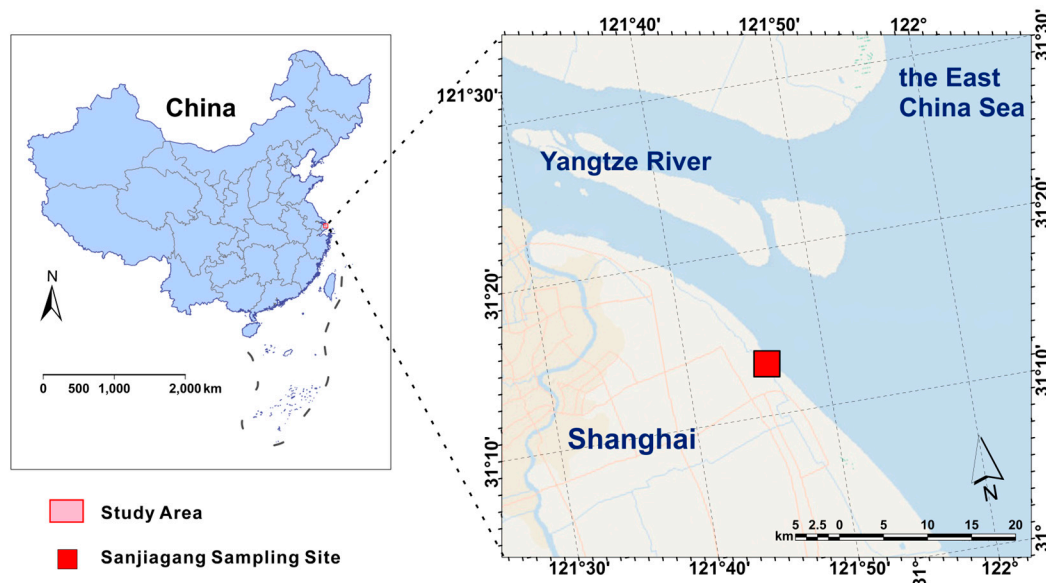 China
N
0 500 1,000 2,000 km
Study Area
Sanjiagang Sampling Site
121°40' 121°50' 122° 31°30'
121°30'
the East
China Sea
Yangtze River
31°20'
31°20'
31°10'
Shanghai
31°10'
N
5 2.5 0 5 10 15 20
km
31°
121°30' 121°40' 121°50' 31° 122°